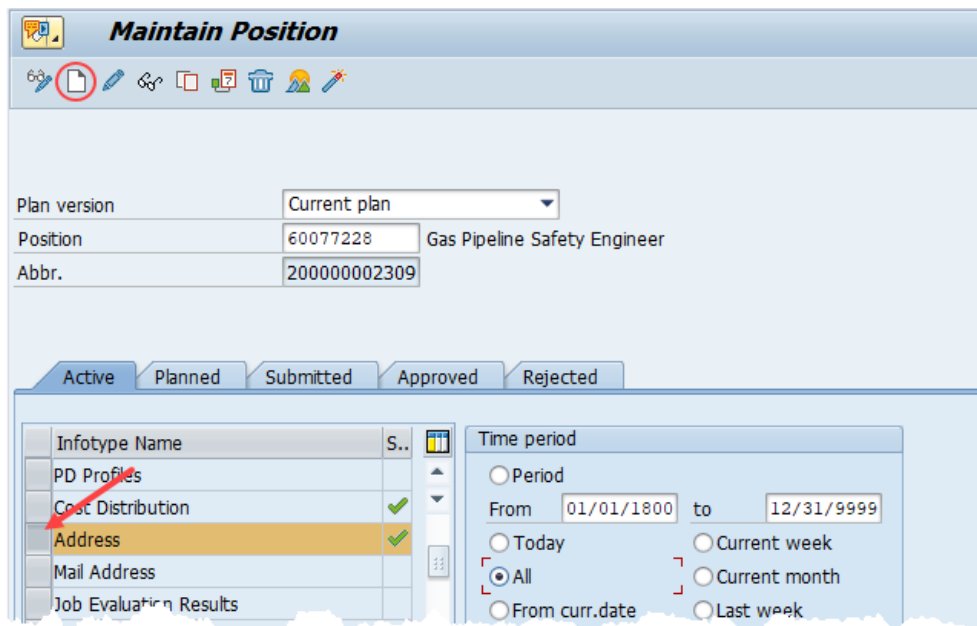 Maintain Position
Plan version Current plan
Position 60077228 Gas Pipeline Safety Engineer
Abbr. 200000002309
Active Planned Submitted Approved Rejected
Infotype Name S..
PD Profiles
Cost Distribution
Address
Mail Address
Job Evaluation Results
Time period
Period
From 01/01/1800 to 12/31/9999
Today Current week
All Current month
From curr.date Last week